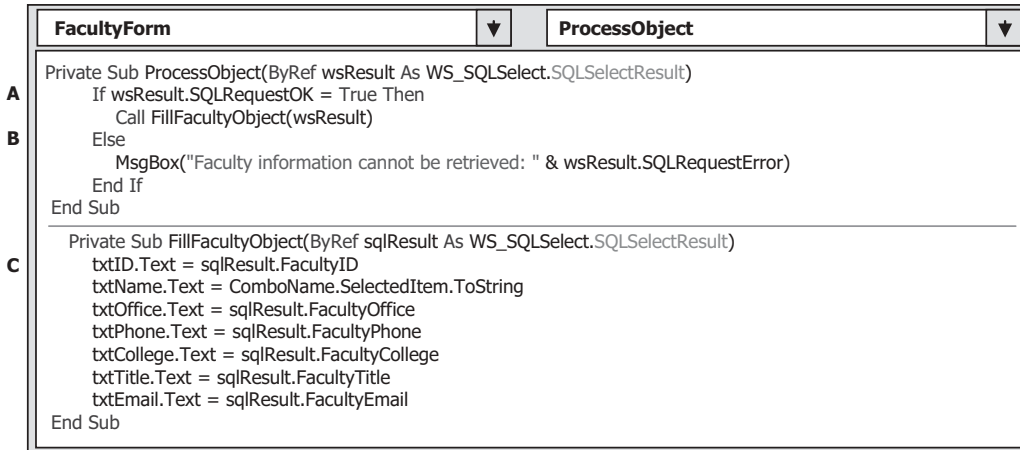 FacultyForm ProcessObject
Private Sub ProcessObject(ByRef wsResult As WS_SQLSelect.SQLSelectResult)
A If wsResult.SQLRequestOK = True Then
Call FillFacultyObject(wsResult)
B Else
MsgBox("Faculty information cannot be retrieved: " & wsResult.SQLRequestError)
End If
End Sub
Private Sub FillFacultyObject(ByRef sqlResult As WS_SQLSelect.SQLSelectResult)
C txtID.Text = sqlResult.FacultyID
txtName.Text = ComboName.SelectedItem.ToString
txtOffice.Text = sqlResult.FacultyOffice
txtPhone.Text = sqlResult.FacultyPhone
txtCollege.Text = sqlResult.FacultyCollege
txtTitle.Text = sqlResult.FacultyTitle
txtEmail.Text = sqlResult.FacultyEmail
End Sub